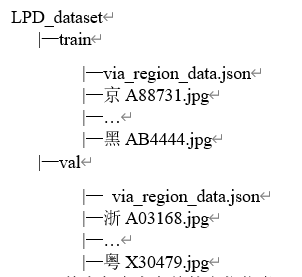 LPD_dataset
|—train
|—via_region_data.json
|—京 A88731.jpg
|—…
|—黑 AB4444.jpg
|—val
|— via_region_data.json
|—浙 A03168.jpg
|—…
|—粤 X30479.jpg